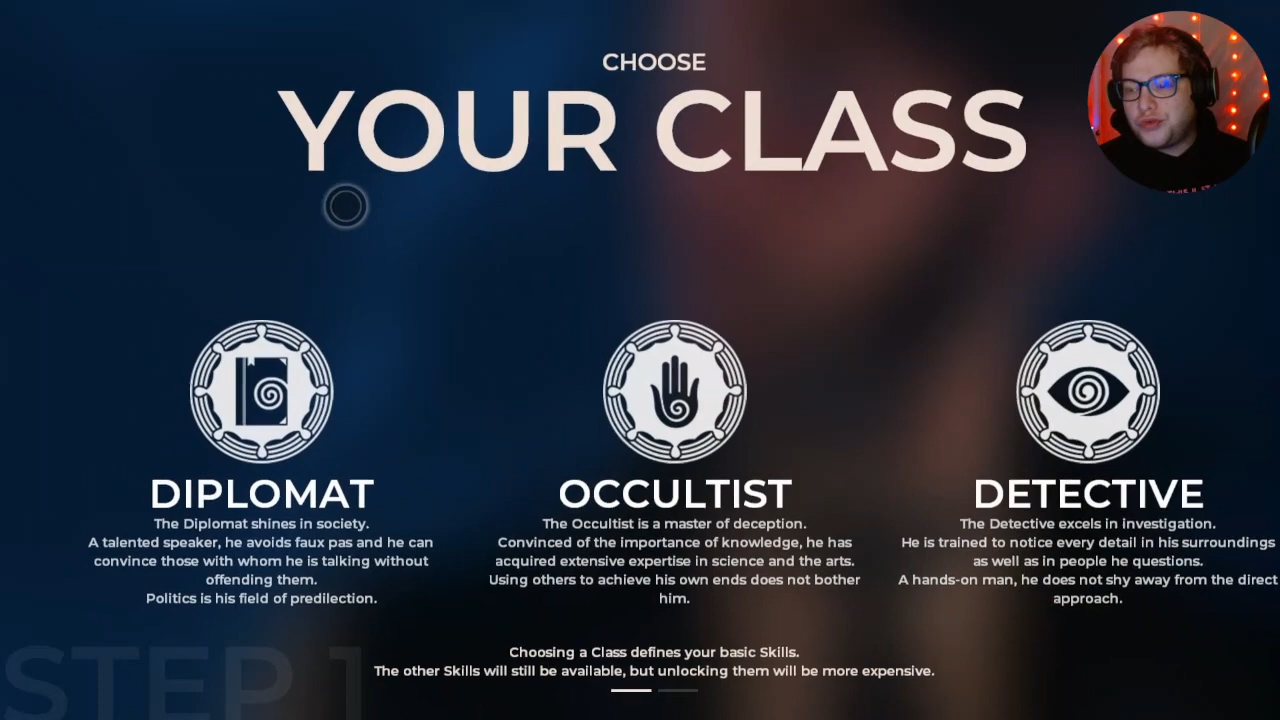 CHOOSE
YOUR CLASS
DIPLOMAT
The Diplomat shines in society.
A talented speaker, he avoids faux pas and he can
convince those with whom he is talking without
offending them.
Politics is his field of predilection.
OCCULTIST
The Occultist is a master of deception.
Convinced of the importance of knowledge, he has
acquired extensive expertise in science and the arts.
Using others to achieve his own ends does not bother
him.
DETECTIVE
The Detective excels in investigation.
He is trained to notice every detail in his surroundings
as well as in people he questions.
A hands-on man, he does not shy away from the direct
approach.
Choosing a Class defines your basic Skills.
The other Skills will still be available, but unlocking them will be more expensive.
STEP 1